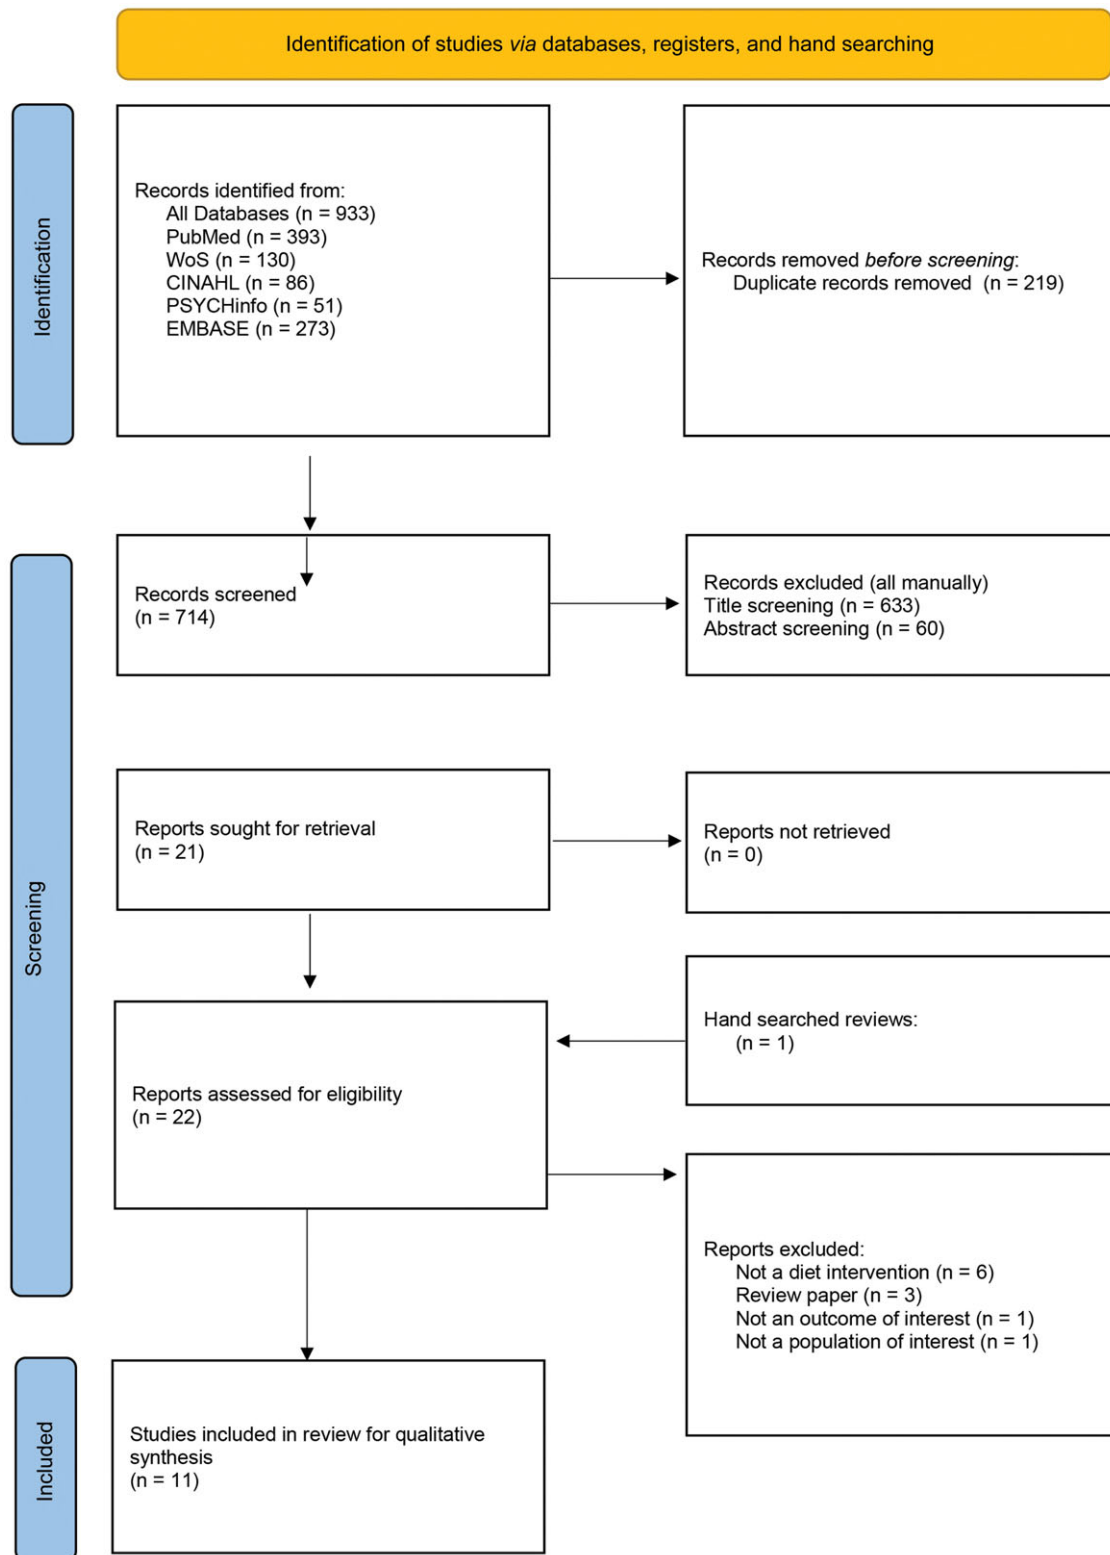 Identification of studies via databases, registers, and hand searching
Identification
Records identified from:
All Databases (n = 933)
PubMed (n = 393)
WoS (n = 130)
CINAHL (n = 86)
PSYCHinfo (n = 51)
EMBASE (n = 273)
Records removed before screening:
Duplicate records removed (n = 219)
Screening
Records screened
(n = 714)
Records excluded (all manually)
Title screening (n = 633)
Abstract screening (n = 60)
Reports sought for retrieval
(n = 21)
Reports not retrieved
(n = 0)
Hand searched reviews:
(n = 1)
Reports assessed for eligibility
(n = 22)
Reports excluded:
Not a diet intervention (n = 6)
Review paper (n = 3)
Not an outcome of interest (n = 1)
Not a population of interest (n = 1)
Included
Studies included in review for qualitative
synthesis
(n = 11)